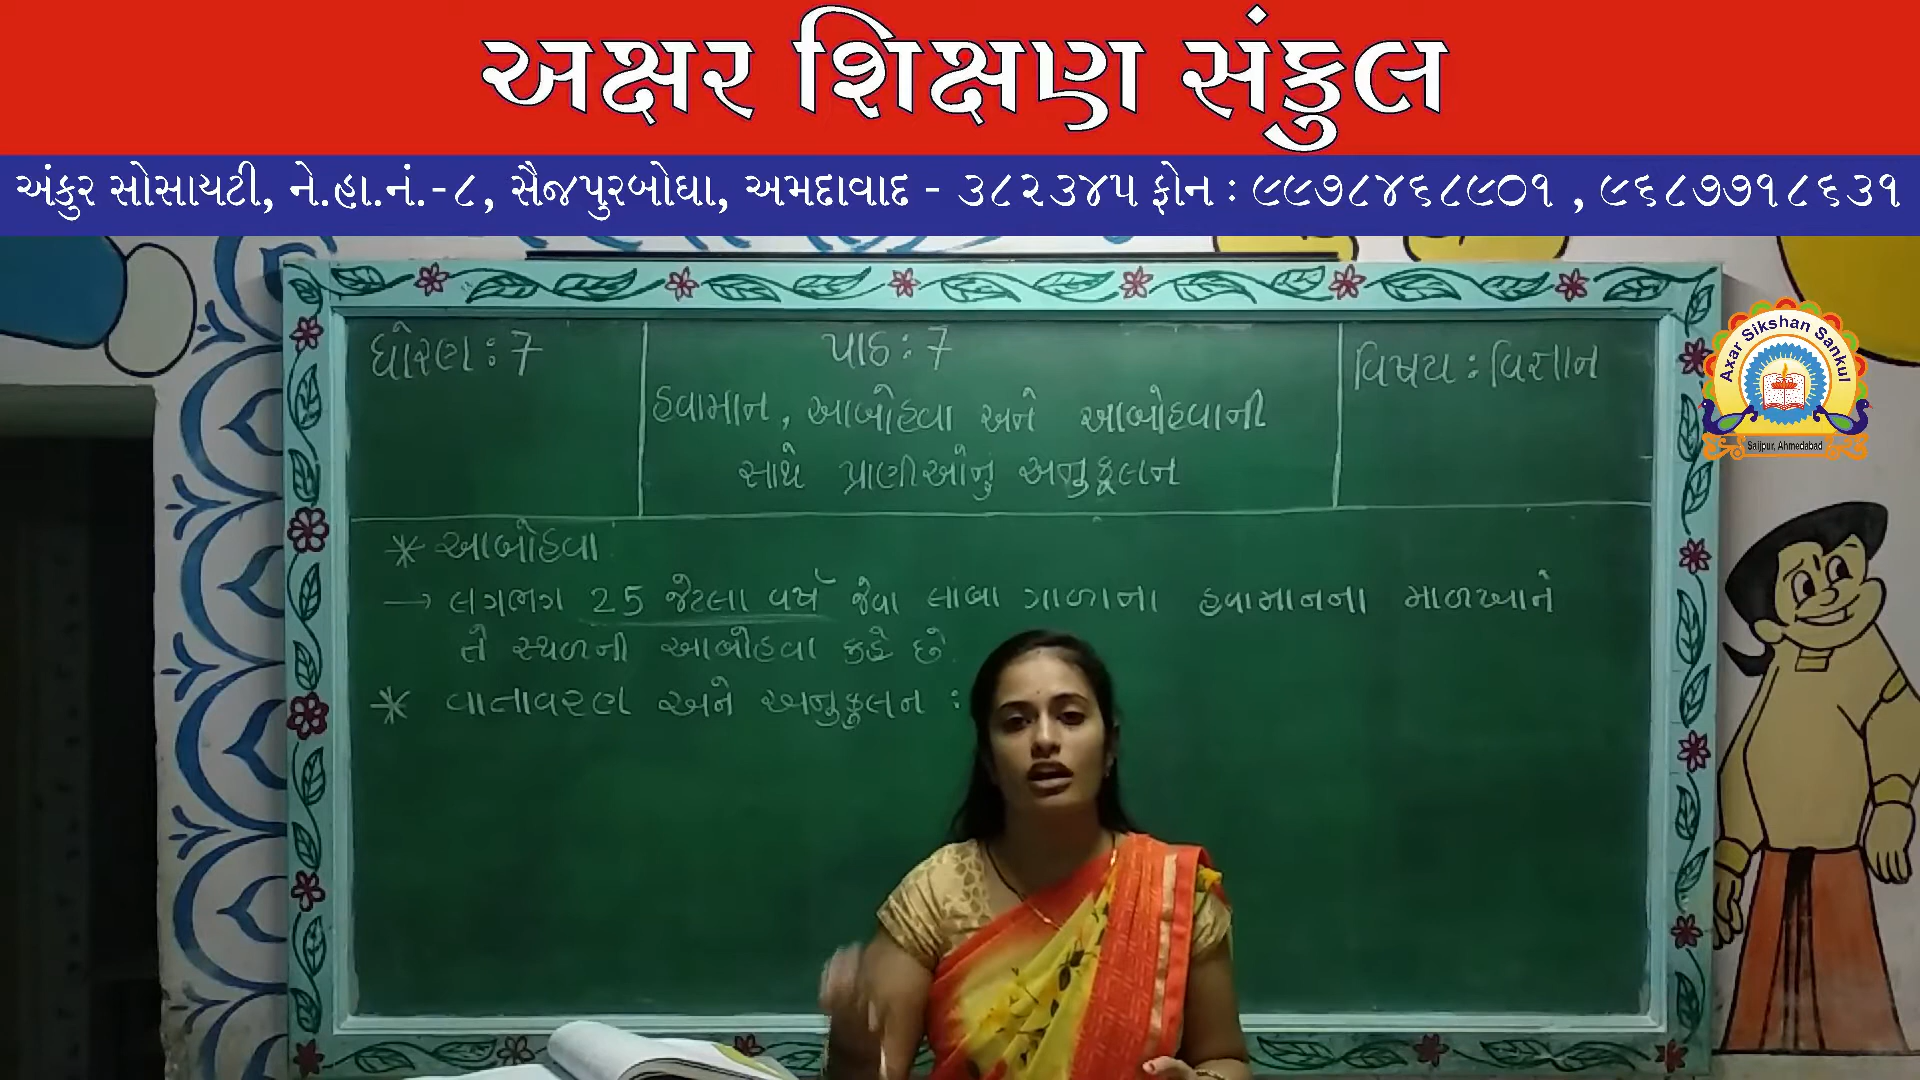 અક્ષર શિક્ષણ સંકુલ
અંકુર સોસાયટી, ને.હા.નં.-૮, સૈજપુરબોઘા, અમદાવાદ - ૩૮૨૩૪૫ ફોન : ૯૯૭૮૪૬૮૯૦૧ , ૯૬૮૭૭૧૮૬૩૧
Axar Sikshan Sankul
Saijpur, Ahmedabad
ધોરણ : 7
પાઠ : 7
વિષય : વિજ્ઞાન
હવામાન, આબોહવા અને આબોહવાની
સાથે પ્રાણીઓનું અનુકૂલન
* આબોહવા
→ લગભગ 25 જેટલા વર્ષ જેવા લાંબા ગાળાના હવામાનના માળખાને
તે સ્થળની આબોહવા કહે છે.
* વાતાવરણ અને અનુકુલન :